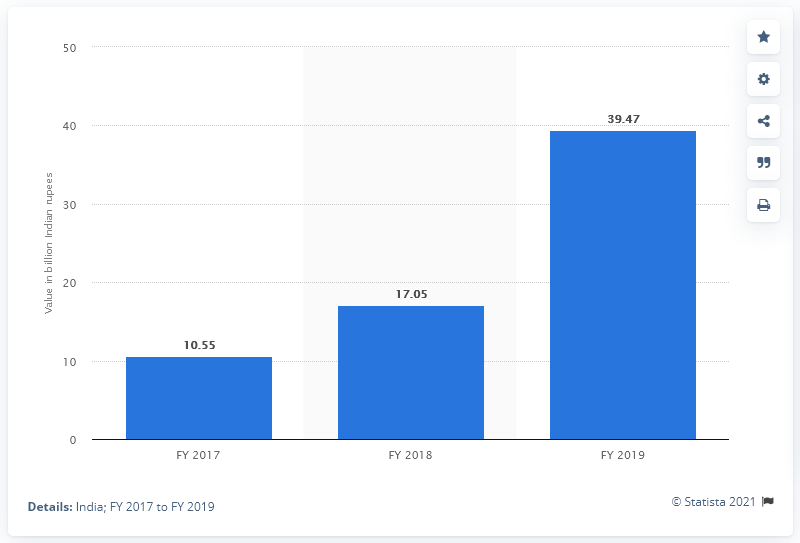 50
40
30
20
10
0
Value in billion Indian rupees
10.55
17.05
39.47
FY 2017
FY 2018
FY 2019
Details: India; FY 2017 to FY 2019
© Statista 2021